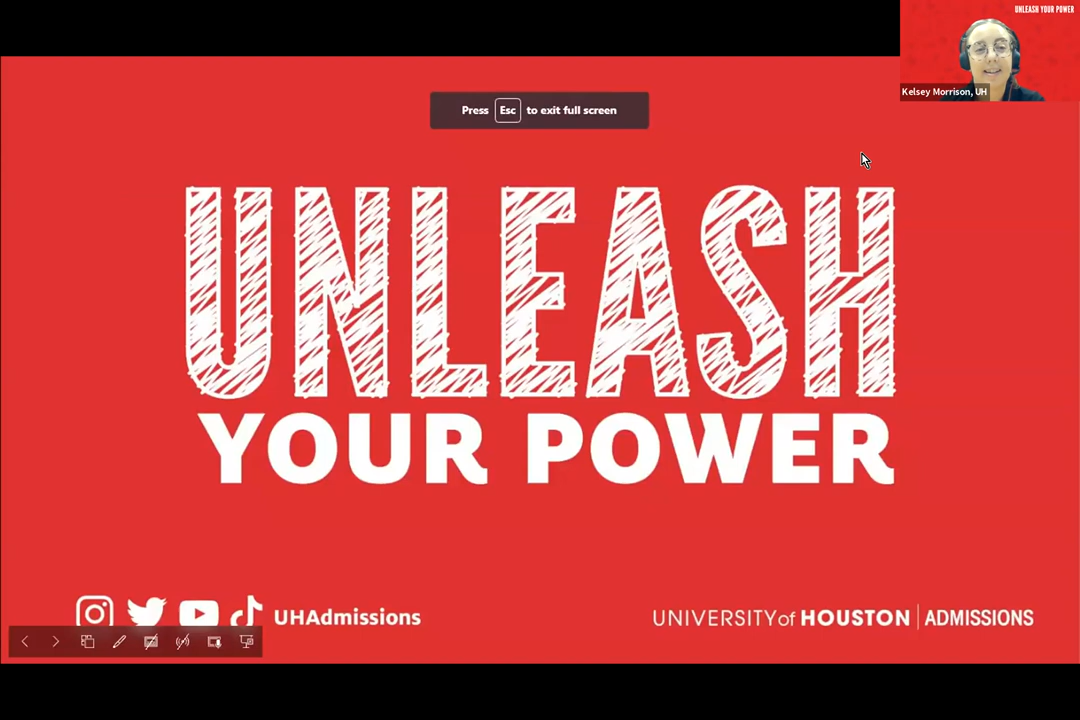 UNLEASH YOUR POWER
Kelsey Morrison, UH
Press Esc to exit full screen
UNLEASH
YOUR POWER
UHAdmissions
UNIVERSITY of HOUSTON | ADMISSIONS